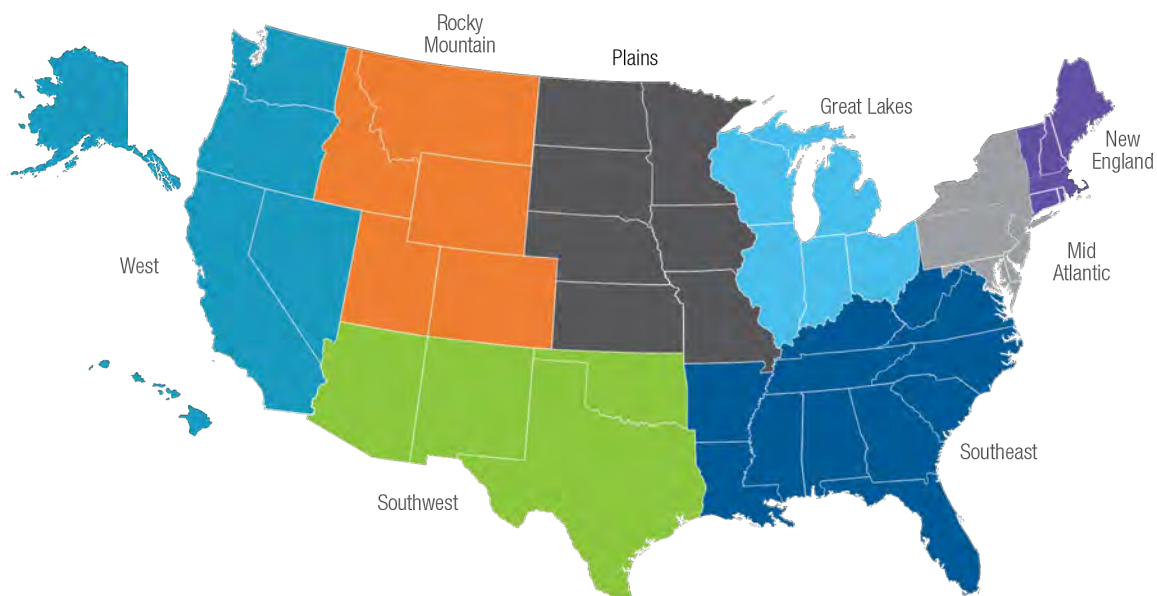 Rocky
Mountain
Plains
Great Lakes
New
England
West
Mid
Atlantic
Southeast
Southwest